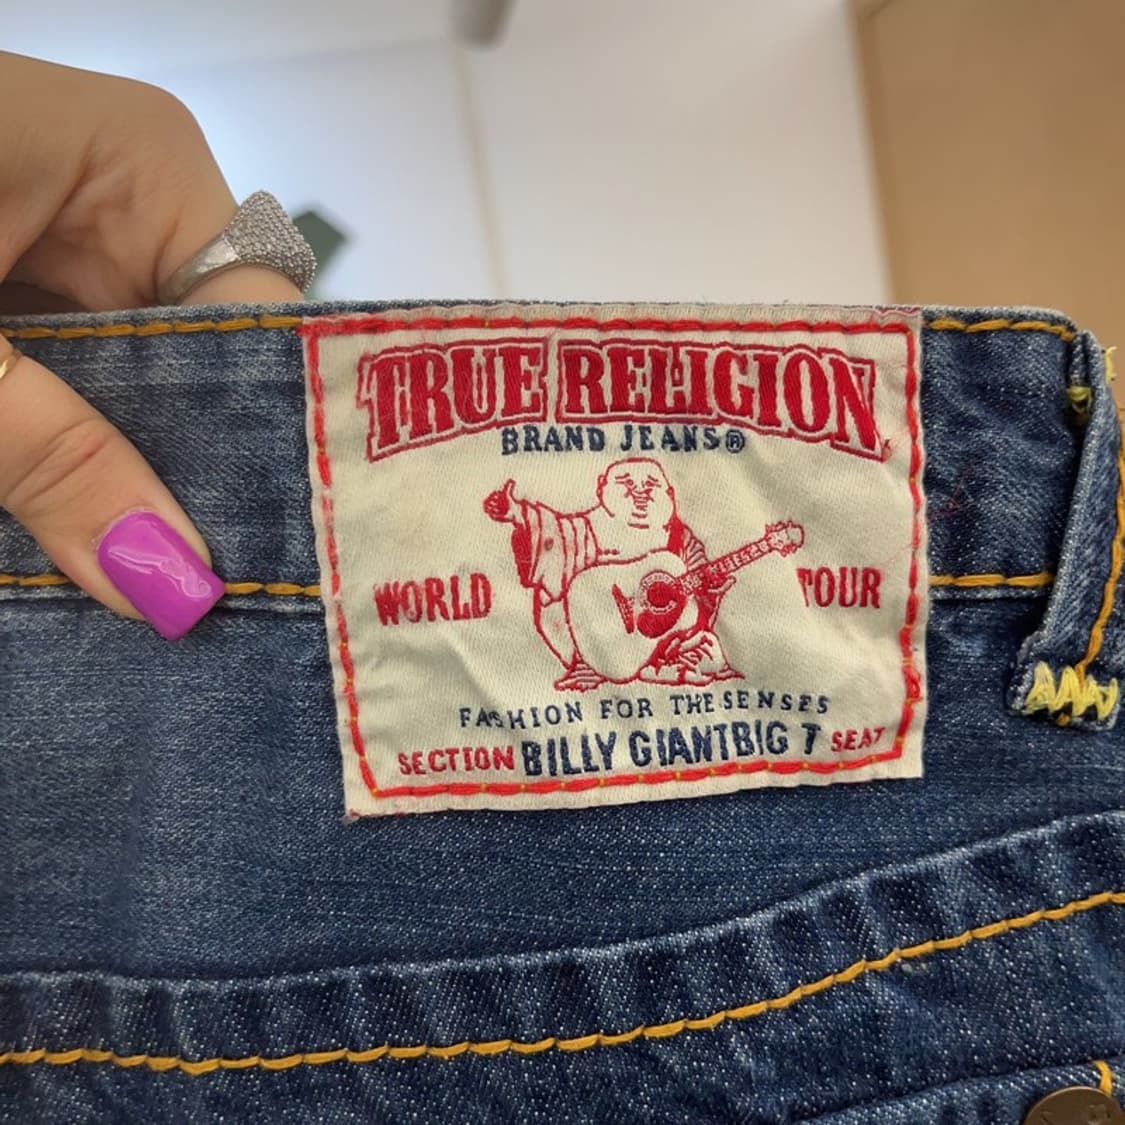 TRUE RELIGION
BRAND JEANS®
WORLD TOUR
FASHION FOR THE SENSES
SECTION BILLY GIANTBIG T SEAT